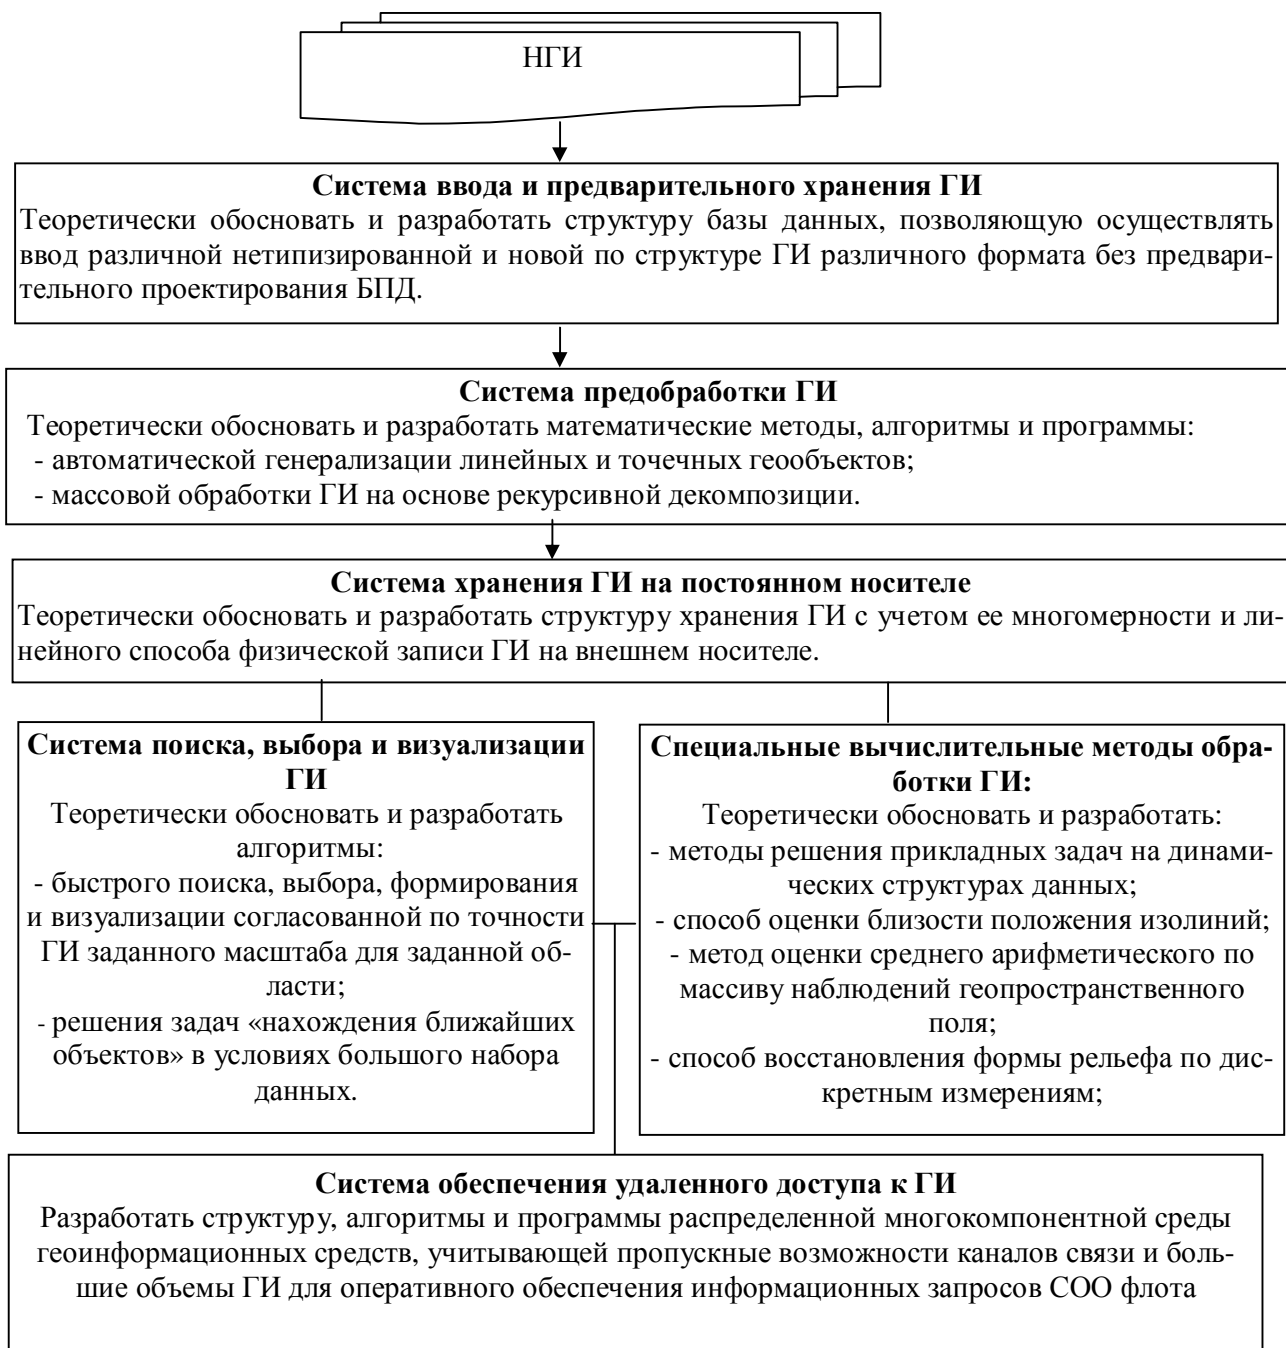 НГИ
Система ввода и предварительного хранения ГИ
Теоретически обосновать и разработать структуру базы данных, позволяющую осуществлять
ввод различной нетипизированной и новой по структуре ГИ различного формата без предвари-
тельного проектирования БПД.
Система предобработки ГИ
Теоретически обосновать и разработать математические методы, алгоритмы и программы:
- автоматической генерализации линейных и точечных геообъектов;
- массовой обработки ГИ на основе рекурсивной декомпозиции.
Система хранения ГИ на постоянном носителе
Теоретически обосновать и разработать структуру хранения ГИ с учетом ее многомерности и ли-
нейного способа физической записи ГИ на внешнем носителе.
Система поиска, выбора и визуализации
ГИ
Теоретически обосновать и разработать
алгоритмы:
- быстрого поиска, выбора, формирования
и визуализации согласованной по точности
ГИ заданного масштаба для заданной об-
ласти;
- решения задач «нахождения ближайших
объектов» в условиях большого набора
данных.
Специальные вычислительные методы обра-
ботки ГИ:
Теоретически обосновать и разработать:
- методы решения прикладных задач на динами-
ческих структурах данных;
- способ оценки близости положения изолиний;
- метод оценки среднего арифметического по
массиву наблюдений геопространственного
поля;
- способ восстановления формы рельефа по дис-
кретным измерениям;
Система обеспечения удаленного доступа к ГИ
Разработать структуру, алгоритмы и программы распределенной многокомпонентной среды
геоинформационных средств, учитывающей пропускные возможности каналов связи и боль-
шие объемы ГИ для оперативного обеспечения информационных запросов СОО флота